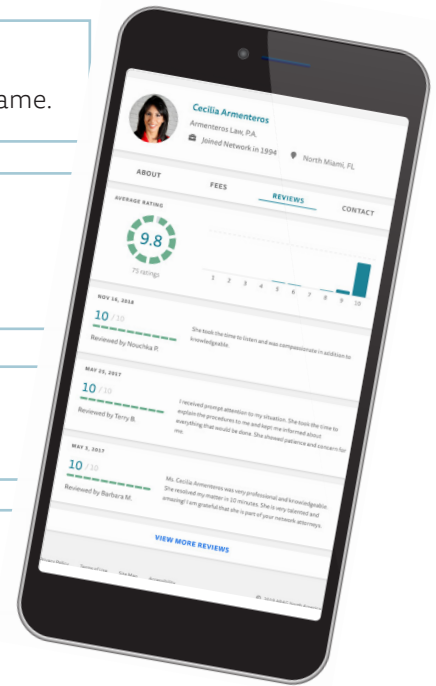 ame.
Cecilia Armenteros
Armenteros Law, P.A.
Joined Network in 1994
North Miami, FL
ABOUT
FEES
REVIEWS
CONTACT
AVERAGE RATING
9.8
71 ratings
1 2 3 4 5 6 7 8 9 10
NOV 16, 2018
10 /10
Reviewed by Nouchka P.
She took the time to listen and was compassionate in addition to
knowledgeable.
MAY 23, 2017
10 /10
Reviewed by Terry B.
I received prompt attention to my situation. She took the time to
explain the procedures to me and kept me informed about
everything that would be done. She showed patience and concern for
me.
MAY 3, 2017
10 /10
Reviewed by Barbara M.
Ms. Cecilia Armenteros was very professional and knowledgeable.
She resolved my matter in 10 minutes. She is very talented and
amazing! I am grateful that she is part of your network attorneys.
VIEW MORE REVIEWS